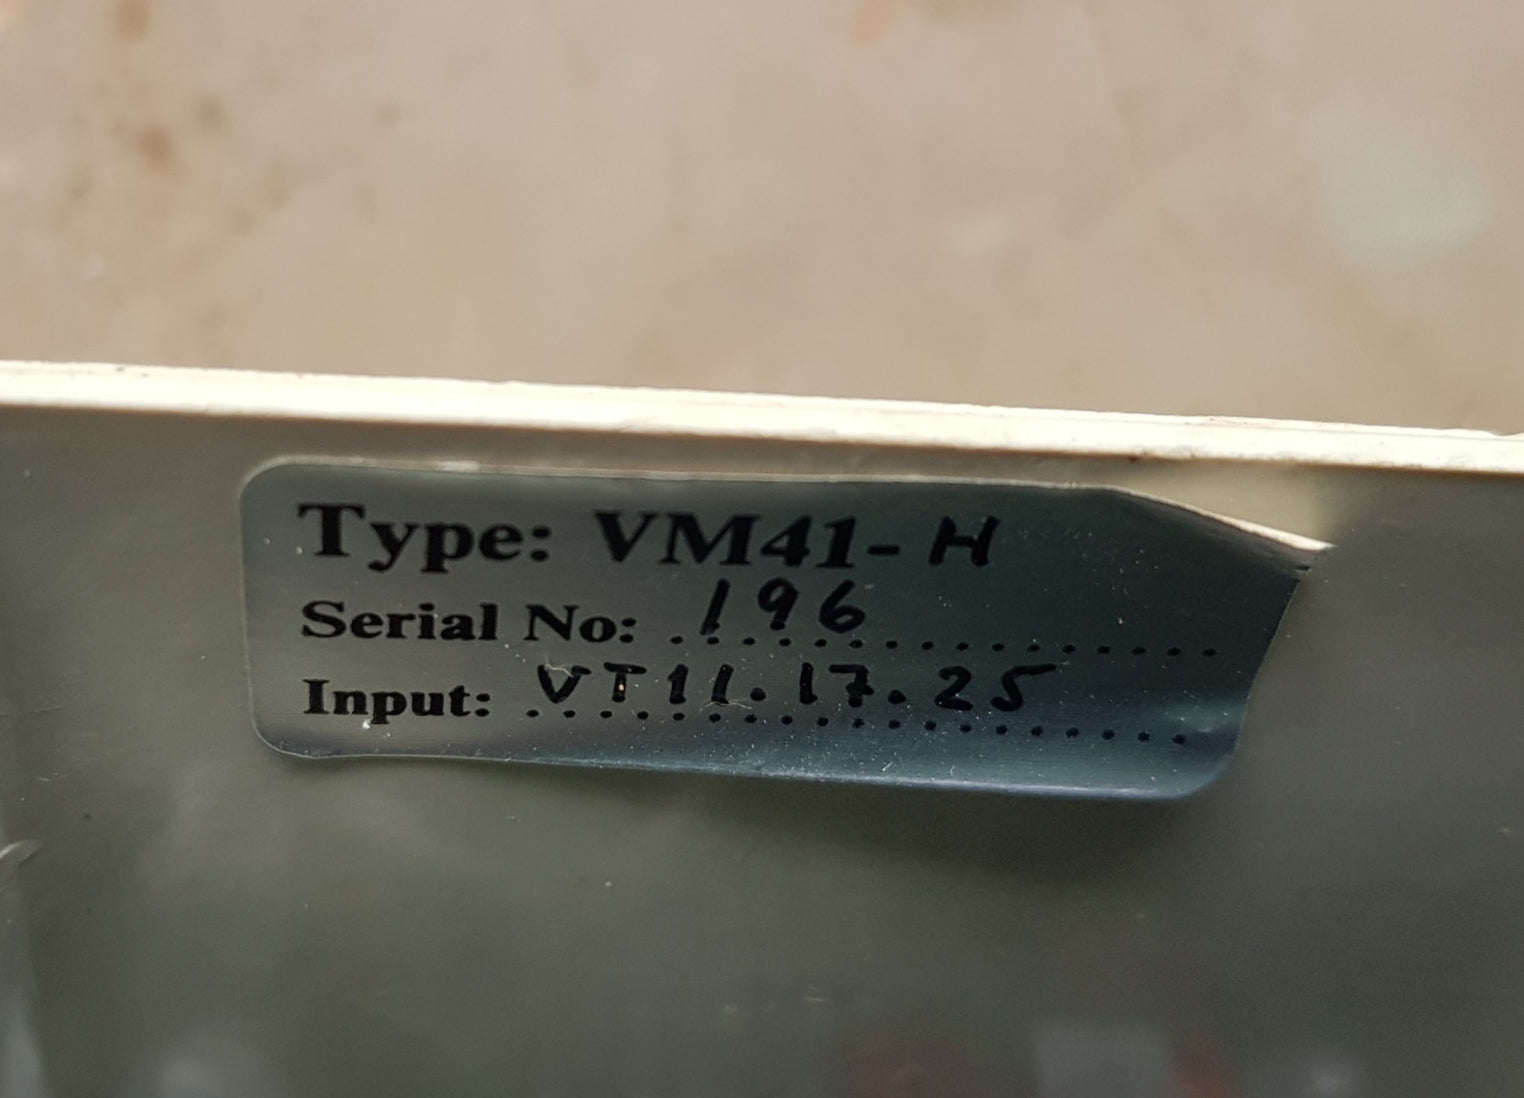 Type: VM41-H
Serial No: 196
Input: VT11.17.25